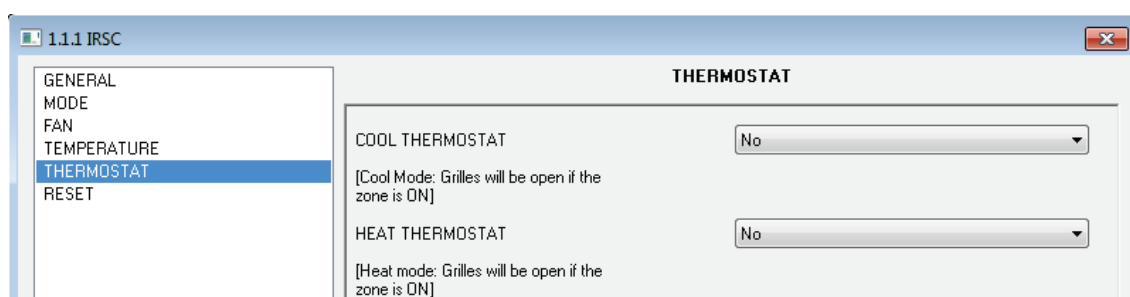 1.1.1 IRSC
GENERAL
MODE
FAN
TEMPERATURE
THERMOSTAT
RESET
THERMOSTAT
COOL THERMOSTAT
No
[Cool Mode: Grilles will be open if the
zone is ON]
HEAT THERMOSTAT
No
[Heat mode: Grilles will be open if the
zone is ON]